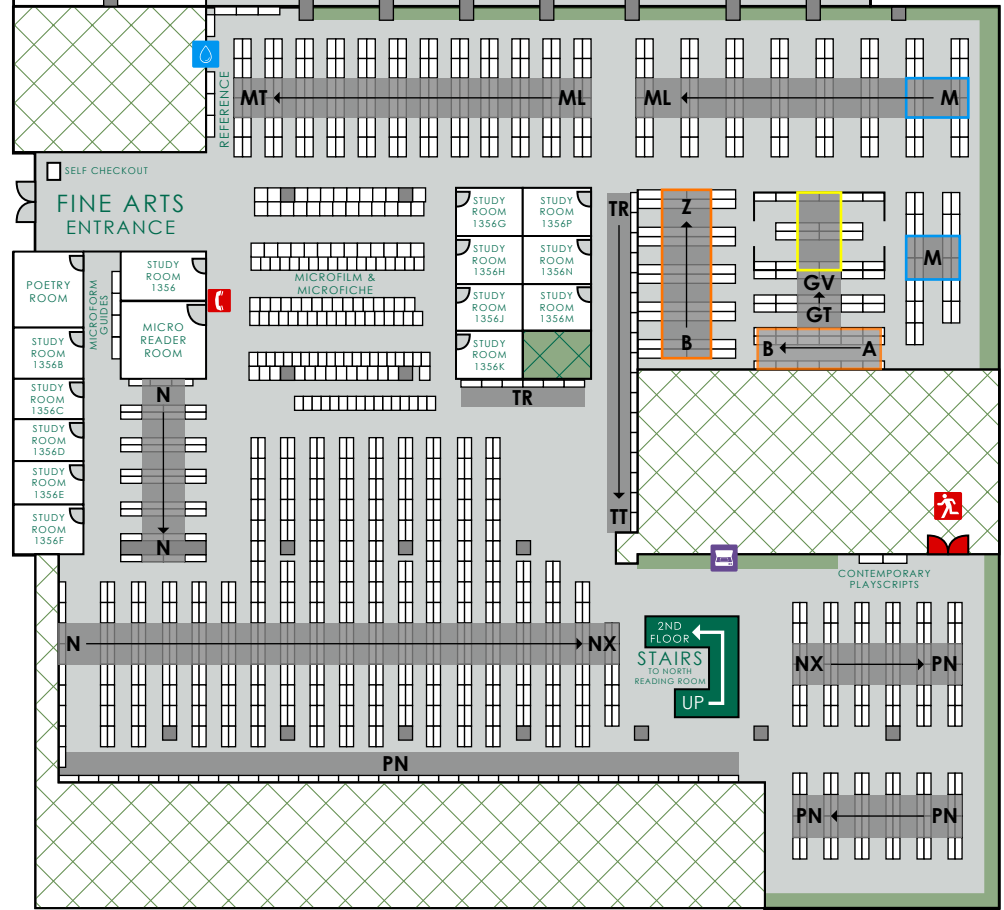 REFERENCE
MT
ML
ML
M
SELF CHECKOUT
FINE ARTS
ENTRANCE
STUDY
ROOM
1356G
STUDY
ROOM
1356P
TR
Z
STUDY
ROOM
1356H
STUDY
ROOM
1356N
M
POETRY
ROOM
MICROFORM
GUIDES
STUDY
ROOM
1356
MICROFILM &
MICROFICHE
STUDY
ROOM
1356J
STUDY
ROOM
1356M
GV
GT
MICRO
READER
ROOM
STUDY
ROOM
1356B
STUDY
ROOM
1356K
B
B
A
N
TR
STUDY
ROOM
1356C
STUDY
ROOM
1356D
STUDY
ROOM
1356E
STUDY
ROOM
1356F
TT
N
CONTEMPORARY
PLAYSCRIPTS
N
NX
2ND
FLOOR
STAIRS
TO NORTH
READING ROOM
UP
NX
PN
PN
PN
PN